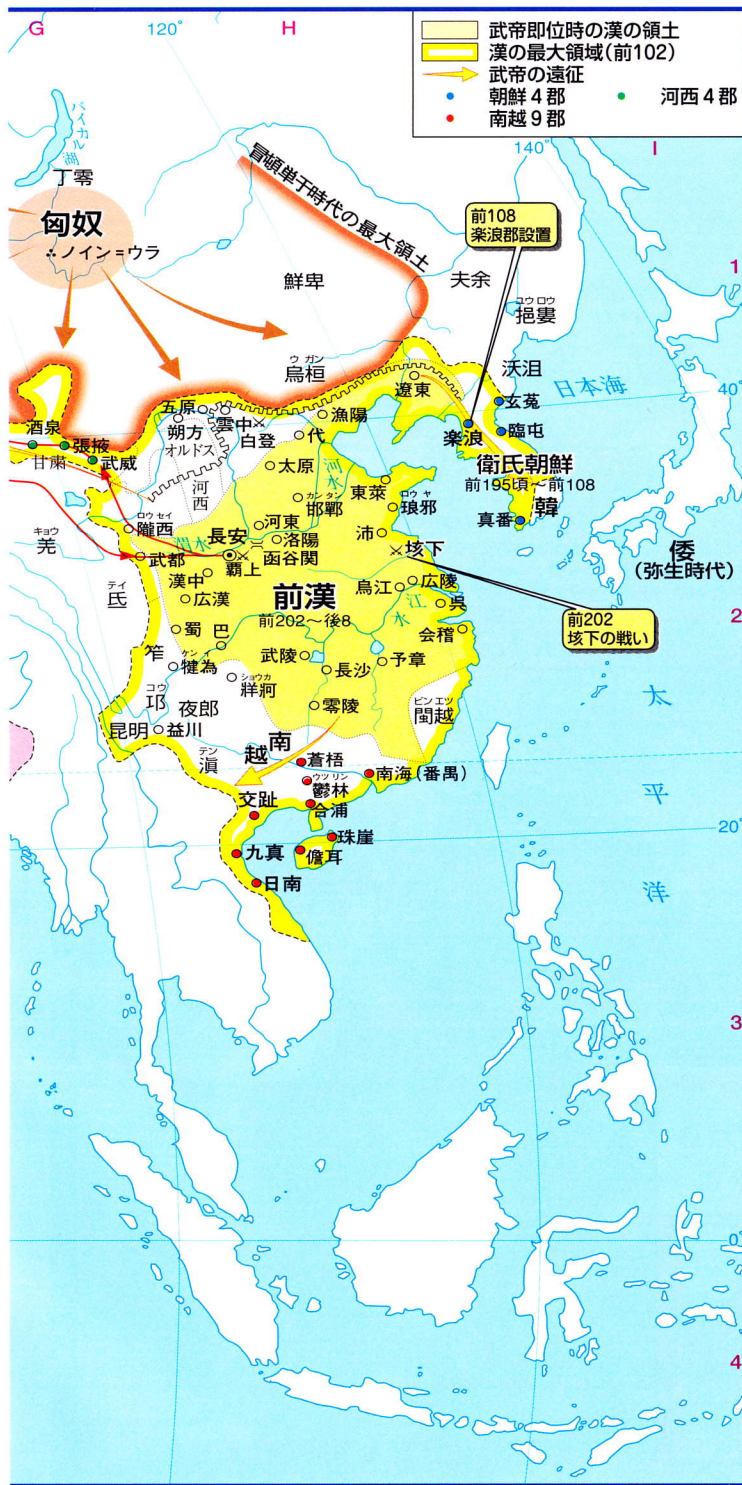 G
120°
H
武帝即位時の漢の領土
漢の最大領域(前102)
武帝の遠征
朝鮮4郡
河西4郡
南越9郡
140°
I
バイカル湖
丁零
匈奴
ノイン=ウラ
冒頓単于時代の最大領土
前108
楽浪郡設置
鮮卑
夫余
1
ユウロウ
挹婁
ウガン
烏桓
沃沮
日本海
40°
遼東
玄菟
臨屯
楽浪
衛氏朝鮮
前195頃〜前108
韓
真番
倭
(弥生時代)
酒泉
張掖
武威
甘粛
五原
朔方
オルドス
雲中
白登
漁陽
代
太原
河水
河西
カンタン
邯鄲
東萊
ロウヤ
琅邪
キョウ
羌
ロウセイ
隴西
渭水
長安
河東
洛陽
函谷関
覇上
沛
垓下
武都
漢中
テイ
氐
広漢
前漢
前202〜後8
烏江
広陵
江水
呉
会稽
前202
垓下の戦い
2
蜀
巴
笮
ケンイ
犍為
武陵
長沙
予章
ショウカ
牂牁
コウ
邛
夜郎
零陵
ビンエツ
閩越
昆明
益川
テン
滇
南越
蒼梧
ウツリン
鬱林
南海(番禺)
合浦
交趾
珠崖
儋耳
九真
日南
太平洋
20°
3
0°
4